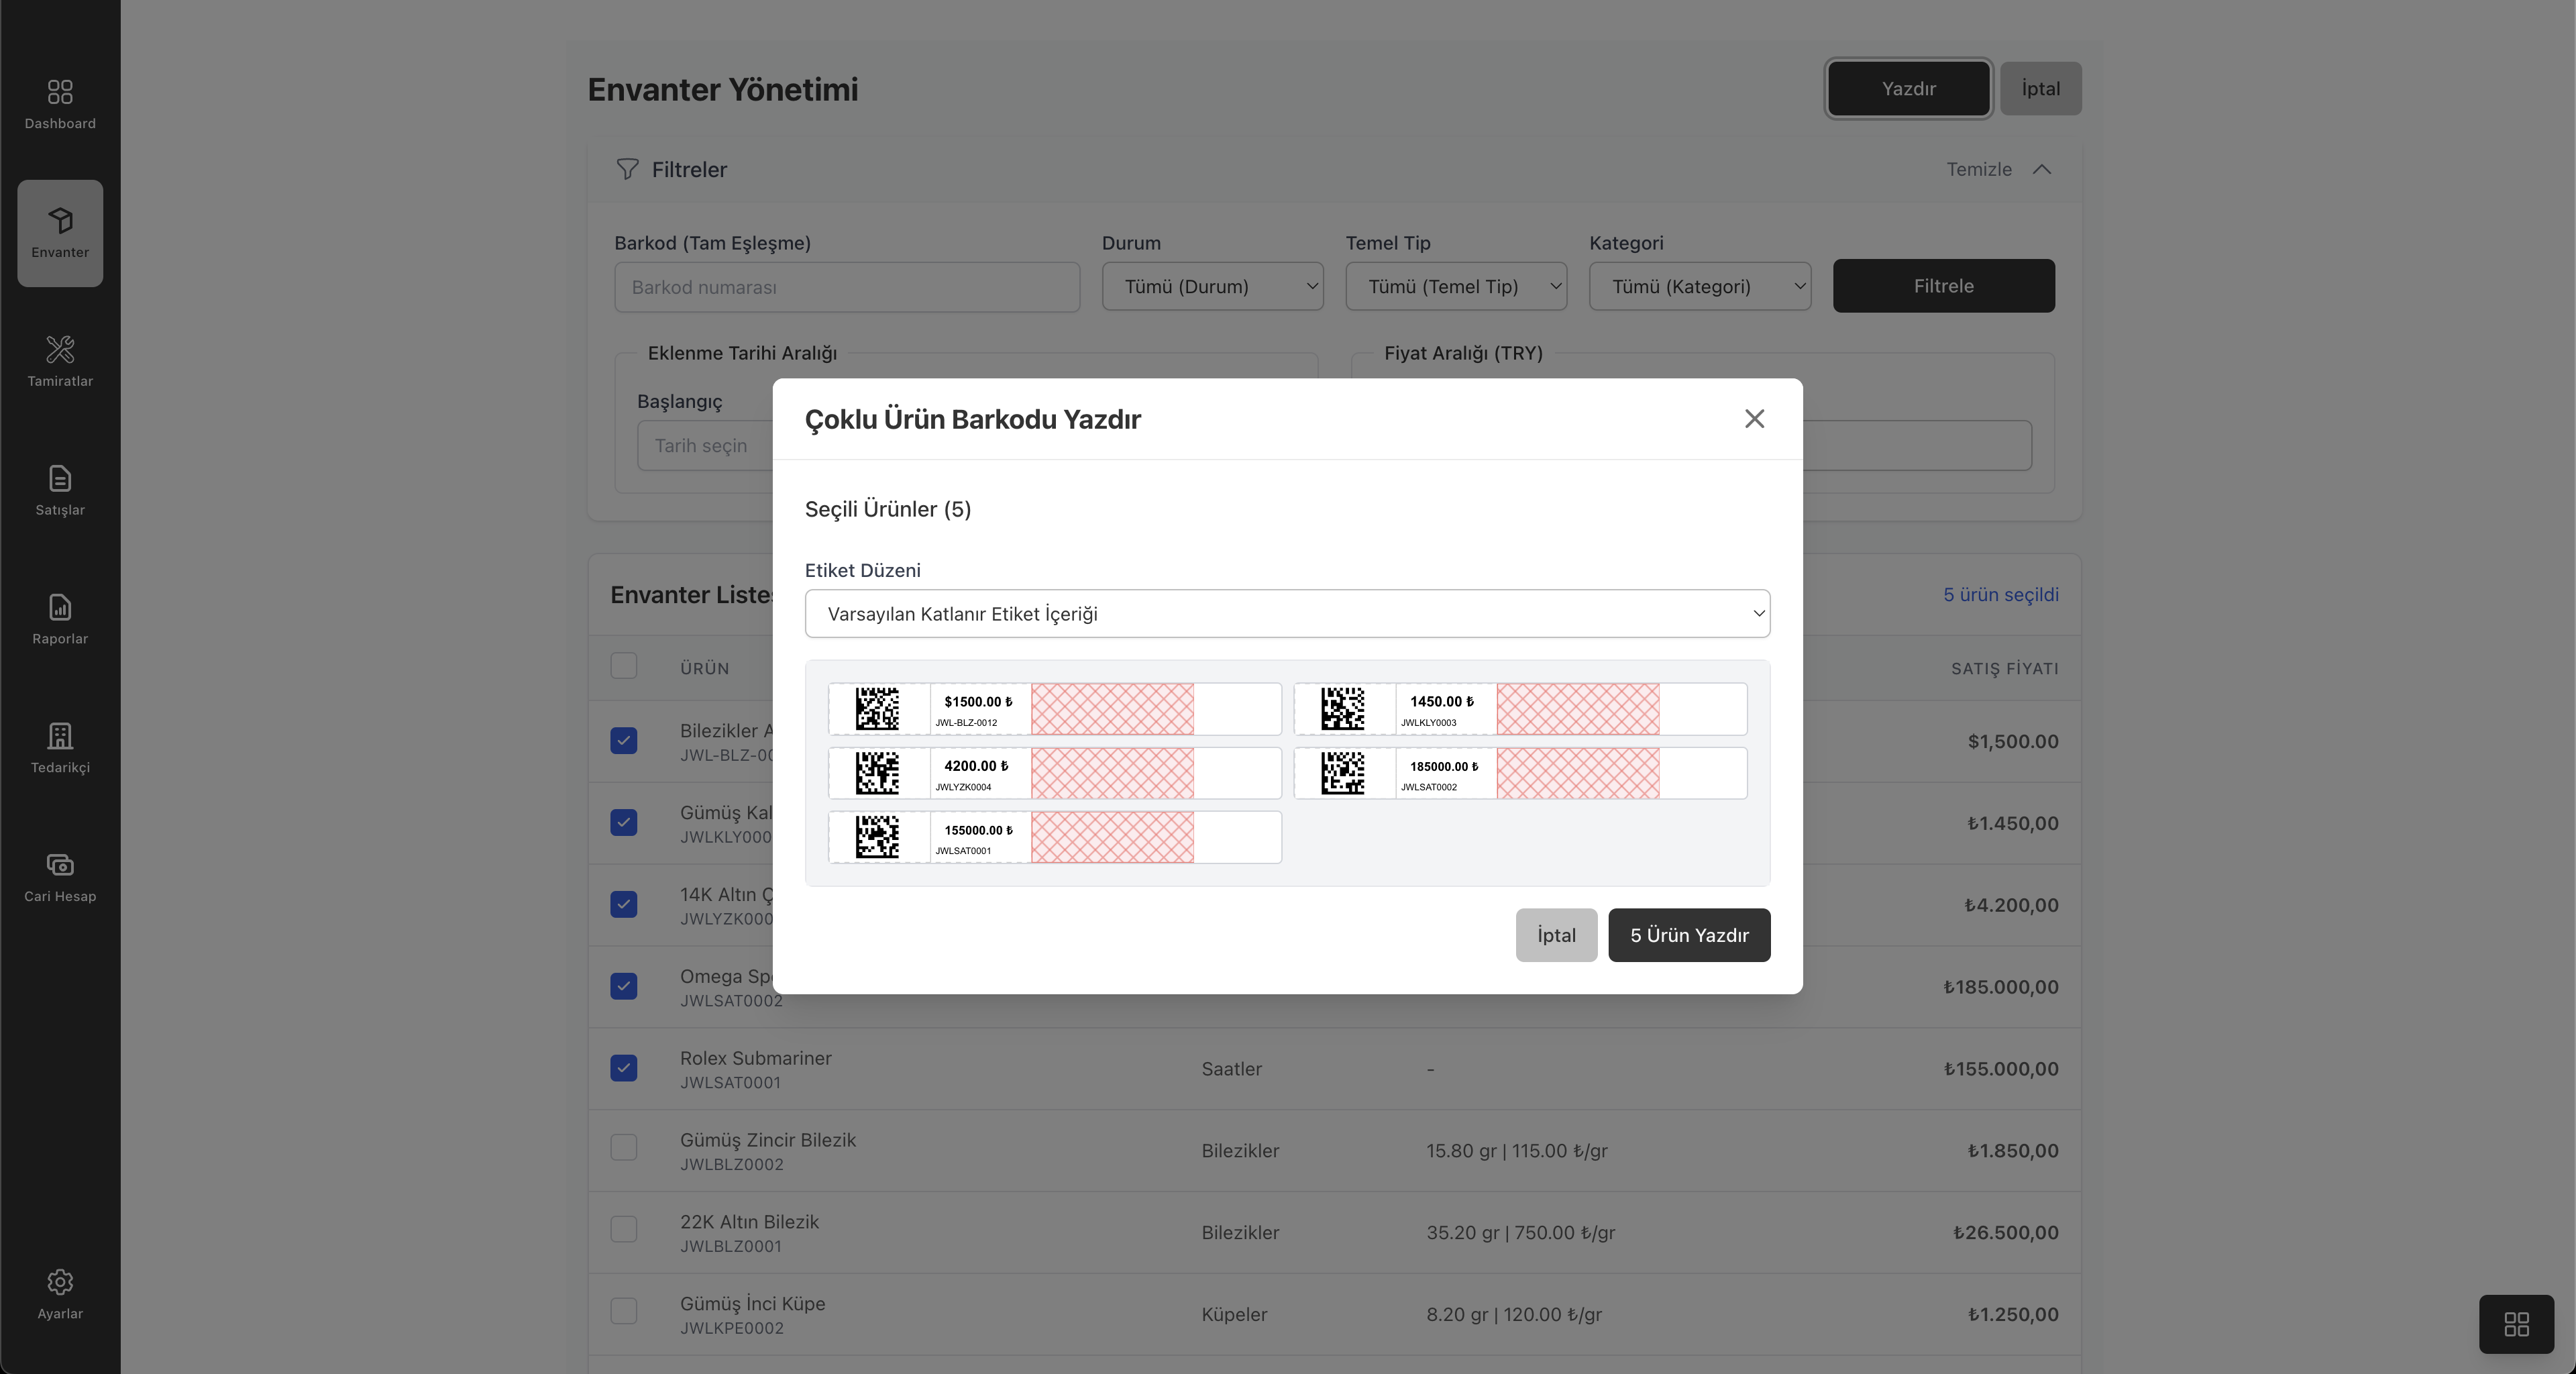 Dashboard
Envanter
Tamiratlar
Satışlar
Raporlar
Tedarikçi
Cari Hesap
Ayarlar
Envanter Yönetimi
Yazdır
İptal
Filtreler
Temizle
Barkod (Tam Eşleşme)
Durum
Temel Tip
Kategori
Barkod numarası
Tümü (Durum)
Tümü (Temel Tip)
Tümü (Kategori)
Filtrele
Eklenme Tarihi Aralığı
Fiyat Aralığı (TRY)
Başlangıç
Tarih seçin
Çoklu Ürün Barkodu Yazdır
Seçili Ürünler (5)
Etiket Düzeni
Varsayılan Katlanır Etiket İçeriği
$1500.00 ₺
JWL-BLZ-0012
1450.00 ₺
JWLKLY0003
4200.00 ₺
JWLYZK0004
185000.00 ₺
JWLSAT0002
155000.00 ₺
JWLSAT0001
İptal
5 Ürün Yazdır
Envanter Listes
5 ürün seçildi
ÜRÜN
SATIŞ FİYATI
Bilezikler A
JWL-BLZ-00
$1,500.00
Gümüş Kal
JWLKLY000
₺1.450,00
14K Altın Ç
JWLYZK000
₺4.200,00
Omega Spe
JWLSAT0002
₺185.000,00
Rolex Submariner
JWLSAT0001
Saatler
-
₺155.000,00
Gümüş Zincir Bilezik
JWLBLZ0002
Bilezikler
15.80 gr | 115.00 ₺/gr
₺1.850,00
22K Altın Bilezik
JWLBLZ0001
Bilezikler
35.20 gr | 750.00 ₺/gr
₺26.500,00
Gümüş İnci Küpe
JWLKPE0002
Küpeler
8.20 gr | 120.00 ₺/gr
₺1.250,00